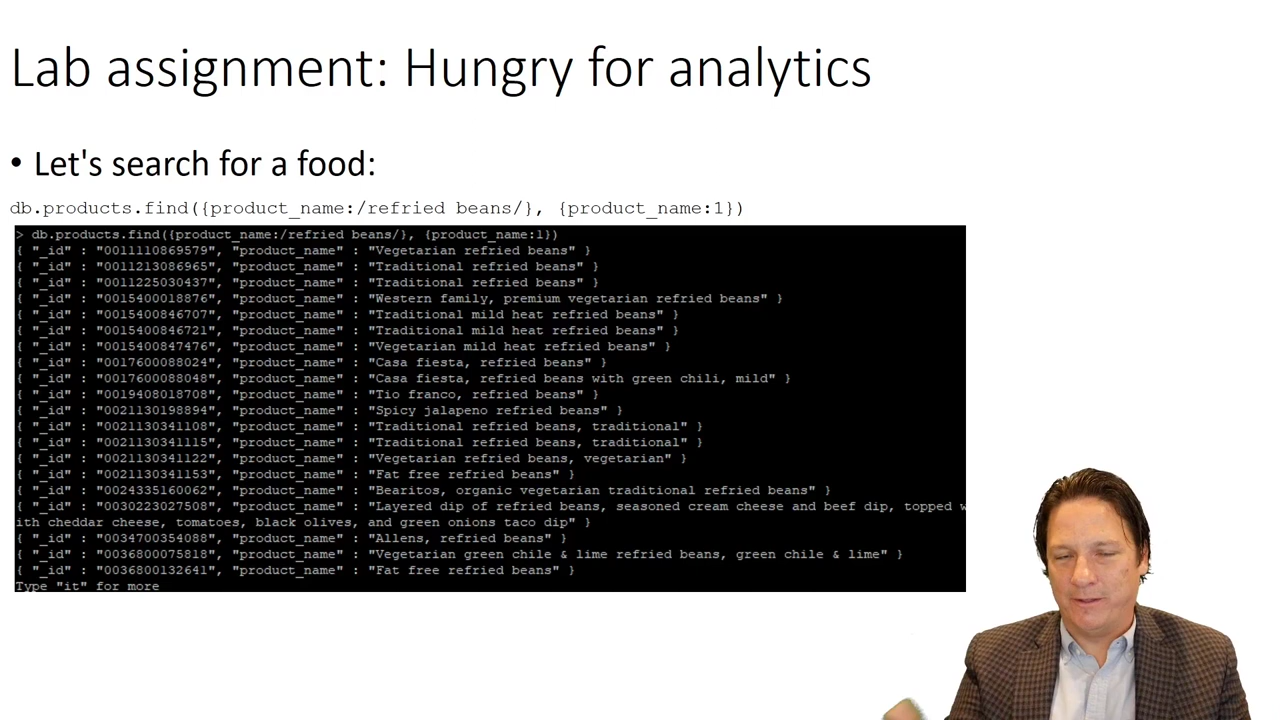 Lab assignment: Hungry for analytics
• Let's search for a food:
db.products.find({product_name:/refried beans/}, {product_name:1})
> db.products.find({product_name:/refried beans/}, {product_name:1})
{ "_id" : "0011110869579", "product_name" : "Vegetarian refried beans" }
{ "_id" : "0011213086965", "product_name" : "Traditional refried beans" }
{ "_id" : "0011225030437", "product_name" : "Traditional refried beans" }
{ "_id" : "0015400018876", "product_name" : "Western family, premium vegetarian refried beans" }
{ "_id" : "0015400846707", "product_name" : "Traditional mild heat refried beans" }
{ "_id" : "0015400846721", "product_name" : "Traditional mild heat refried beans" }
{ "_id" : "0015400847476", "product_name" : "Vegetarian mild heat refried beans" }
{ "_id" : "0017600088024", "product_name" : "Casa fiesta, refried beans" }
{ "_id" : "0017600088048", "product_name" : "Casa fiesta, refried beans with green chili, mild" }
{ "_id" : "0019408018708", "product_name" : "Tio franco, refried beans" }
{ "_id" : "0021130198894", "product_name" : "Spicy jalapeno refried beans" }
{ "_id" : "0021130341108", "product_name" : "Traditional refried beans, traditional" }
{ "_id" : "0021130341115", "product_name" : "Traditional refried beans, traditional" }
{ "_id" : "0021130341122", "product_name" : "Vegetarian refried beans, vegetarian" }
{ "_id" : "0021130341153", "product_name" : "Fat free refried beans" }
{ "_id" : "0024335160062", "product_name" : "Bearitos, organic vegetarian traditional refried beans" }
{ "_id" : "0030223027508", "product_name" : "Layered dip of refried beans, seasoned cream cheese and beef dip, topped w
ith cheddar cheese, tomatoes, black olives, and green onions taco dip" }
{ "_id" : "0034700354088", "product_name" : "Allens, refried beans" }
{ "_id" : "0036800075818", "product_name" : "Vegetarian green chile & lime refried beans, green chile & lime" }
{ "_id" : "0036800132641", "product_name" : "Fat free refried beans" }
Type "it" for more